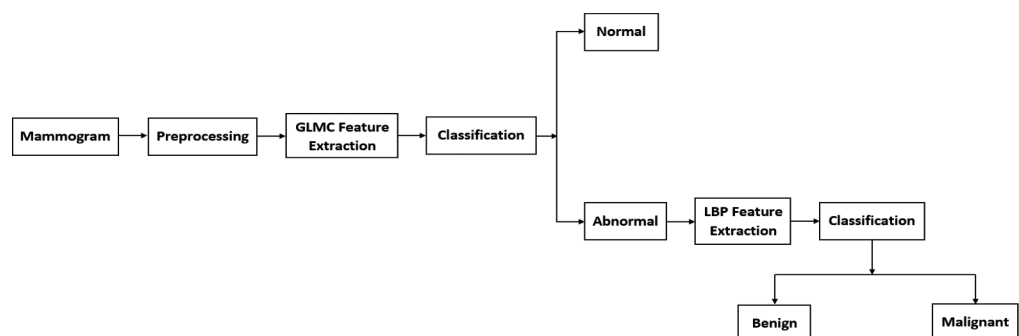 Normal
Mammogram
Preprocessing
GLMC Feature
Extraction
Classification
Abnormal
LBP Feature
Extraction
Classification
Benign
Malignant